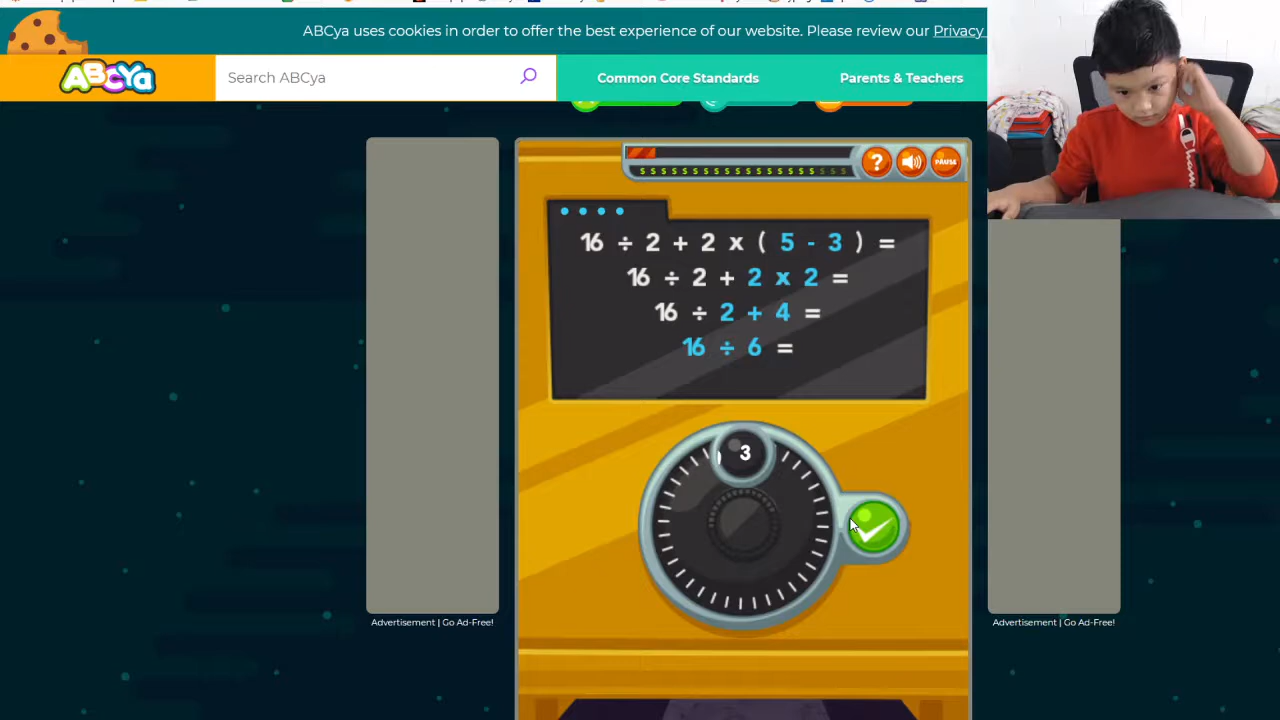 ABCya uses cookies in order to offer the best experience of our website. Please review our Privacy
ABCYa
Search ABCya
Common Core Standards
Parents & Teachers
?
PAUSE
$ $ $ $ $ $ $ $ $ $ $ $ $ $ $ $ $ $ $ $
16 ÷ 2 + 2 x ( 5 - 3 ) =
16 ÷ 2 + 2 x 2 =
16 ÷ 2 + 4 =
16 ÷ 6 =
3
Advertisement | Go Ad-Free!
Advertisement | Go Ad-Free!